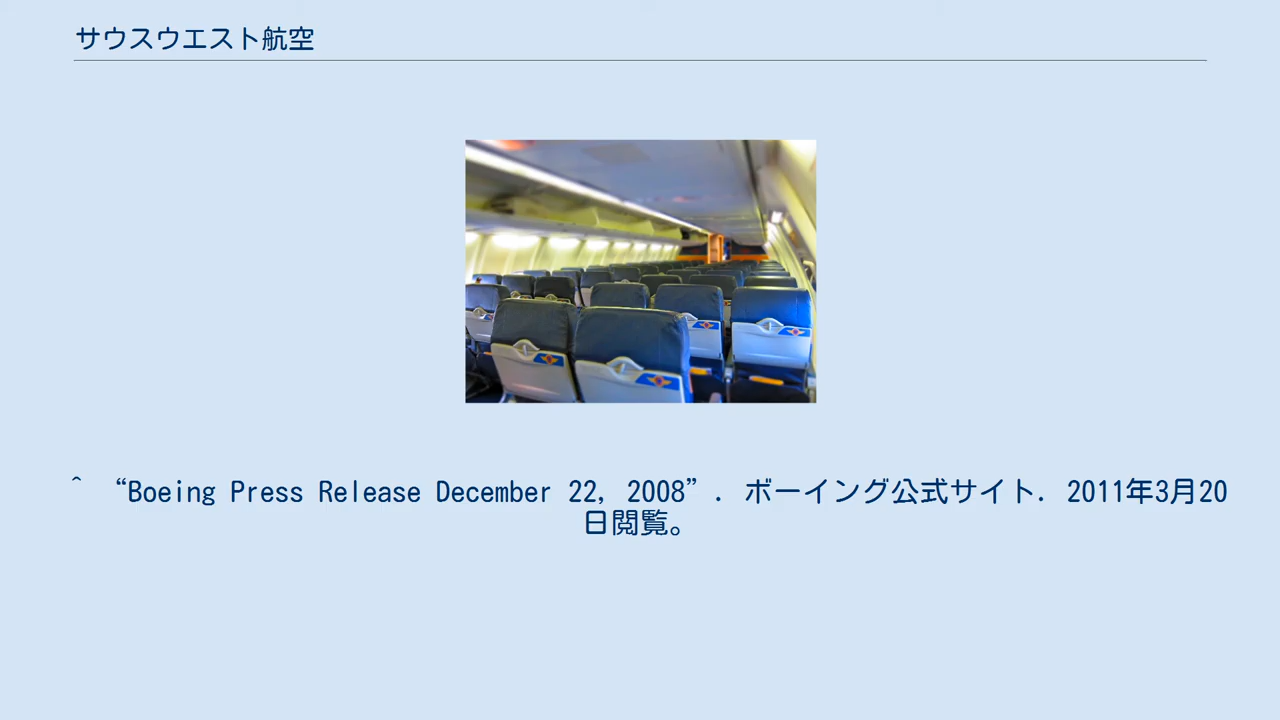 サウスウエスト航空
^ “Boeing Press Release December 22, 2008”. ボーイング公式サイト. 2011年3月20
日閲覧。